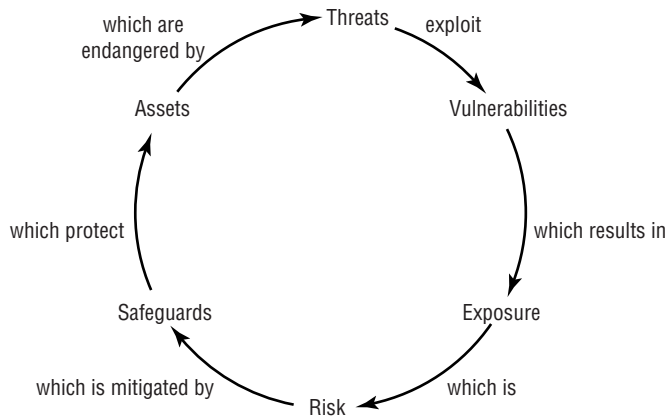 which are
endangered by
Threats
exploit
Vulnerabilities
which results in
Exposure
which is
Risk
which is mitigated by
Safeguards
which protect
Assets